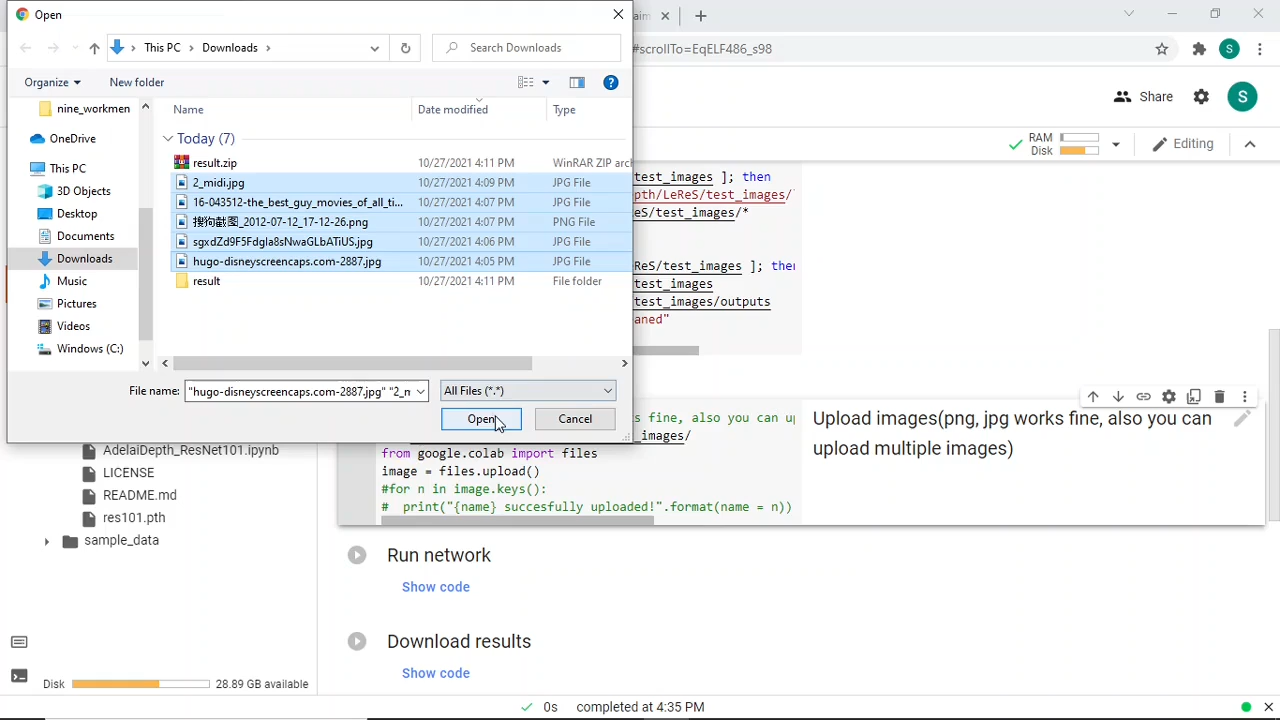 Open
aim
This PC
Downloads
Search Downloads
#scrollTo=EqELF486_s98
S
Organize
New folder
Share
S
nine_workmen
OneDrive
This PC
3D Objects
Desktop
Documents
Downloads
Music
Pictures
Videos
Windows (C:)
Name
Date modified
Type
Today (7)
result.zip 10/27/2021 4:11 PM WinRAR ZIP arc
2_midi.jpg 10/27/2021 4:09 PM JPG File
16-043512-the_best_guy_movies_of_all_ti... 10/27/2021 4:07 PM JPG File
搜狗截图_2012-07-12_17-12-26.png 10/27/2021 4:07 PM PNG File
sgxdZd9F5Fdgla8sNwaGLbATiUS.jpg 10/27/2021 4:06 PM JPG File
hugo-disneyscreencaps.com-2887.jpg 10/27/2021 4:05 PM JPG File
result 10/27/2021 4:11 PM File folder
File name:
"hugo-disneyscreencaps.com-2887.jpg" "2_n
All Files (*.*)
Open
Cancel
RAM
Disk
Editing
test_images ]; then
pth/LeReS/test_images/
S/test_images/*
ReS/test_images ]; then
test_images
test_images/outputs
aned"
s fine, also you can up
_images/
from google.colab import files
image = files.upload()
#for n in image.keys():
# print("{name} succesfully uploaded!".format(name = n))
Upload images(png, jpg works fine, also you can
upload multiple images)
AdelaiDepth_ResNet101.ipynb
LICENSE
README.md
res101.pth
sample_data
Run network
Show code
Download results
Show code
Disk
28.89 GB available
0s completed at 4:35 PM